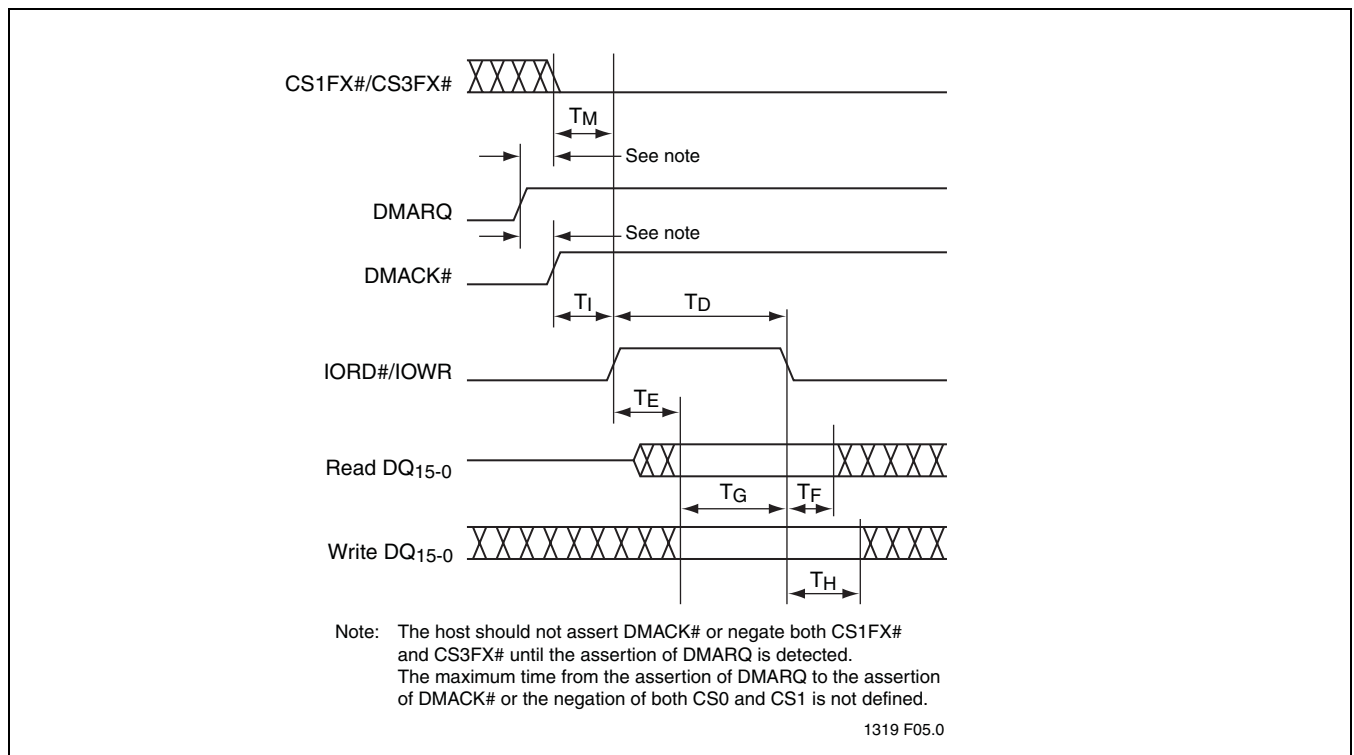 CS1FX#/CS3FX#
TM
See note
DMARQ
See note
DMACK#
TI
TD
IORD#/IOWR
TE
Read DQ15-0
TG
TF
Write DQ15-0
TH
Note: The host should not assert DMACK# or negate both CS1FX#
and CS3FX# until the assertion of DMARQ is detected.
The maximum time from the assertion of DMARQ to the assertion
of DMACK# or the negation of both CS0 and CS1 is not defined.
1319 F05.0